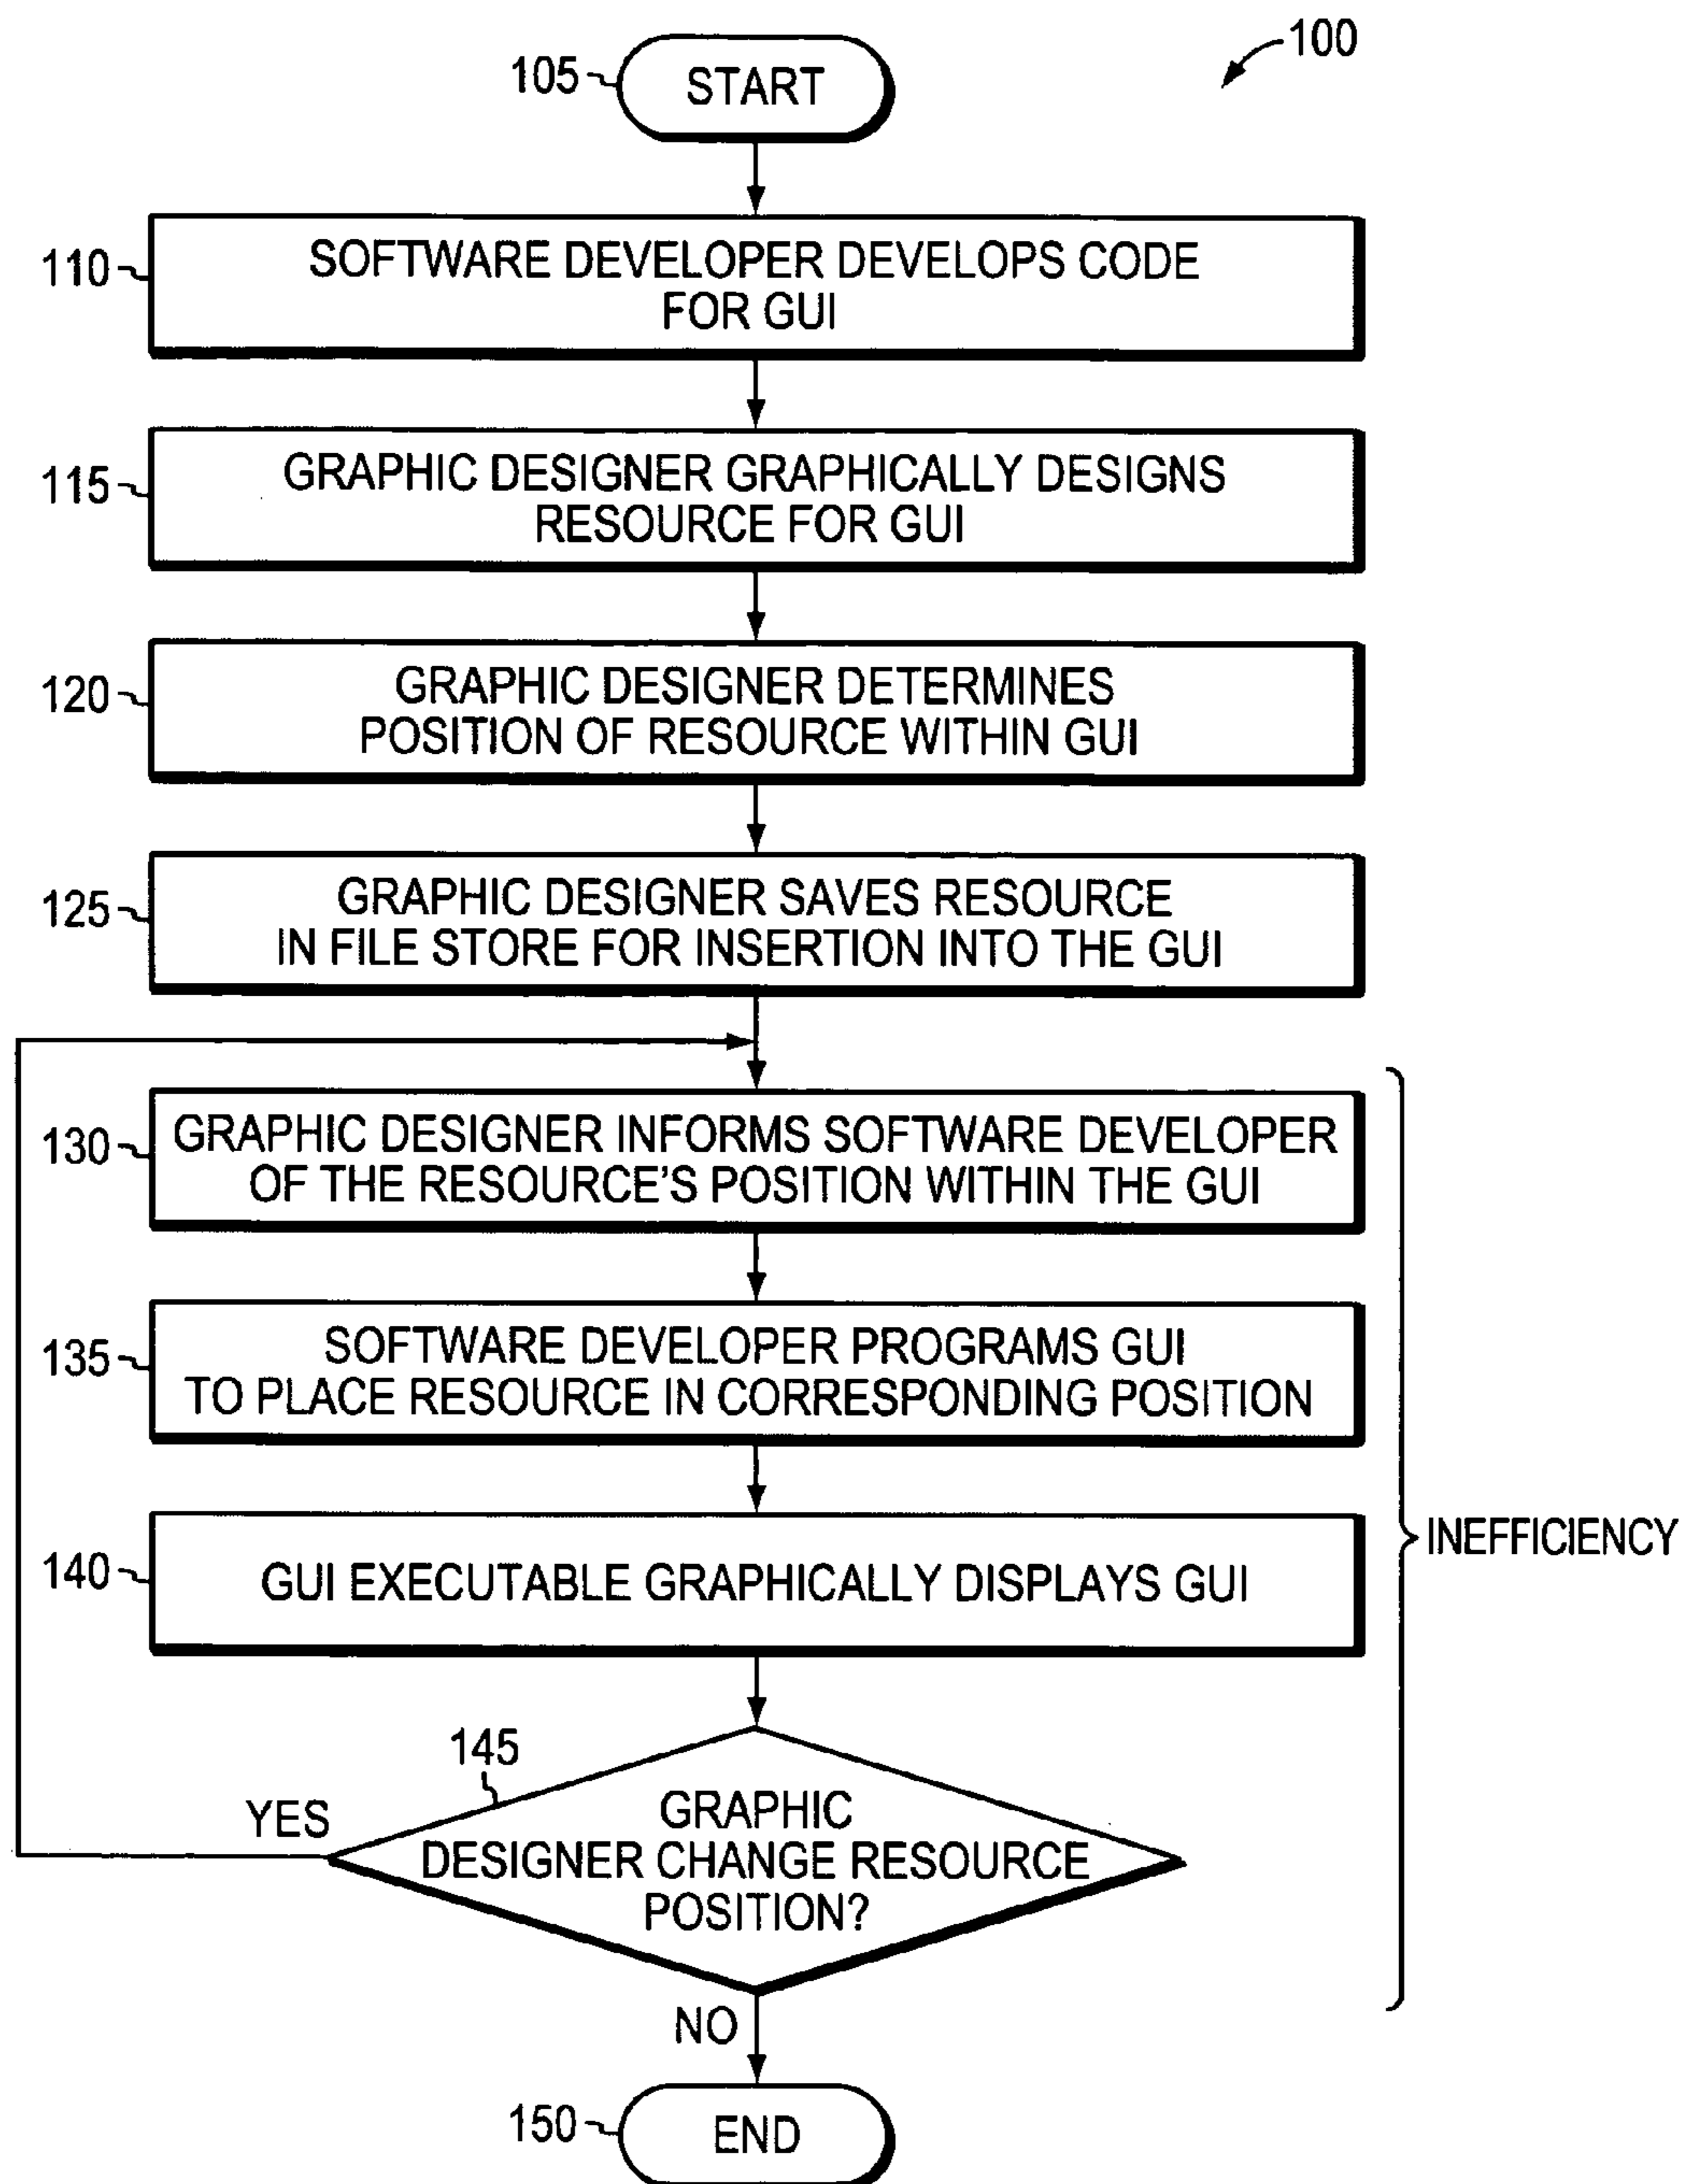 100
105
START
110
SOFTWARE DEVELOPER DEVELOPS CODE
FOR GUI
115
GRAPHIC DESIGNER GRAPHICALLY DESIGNS
RESOURCE FOR GUI
120
GRAPHIC DESIGNER DETERMINES
POSITION OF RESOURCE WITHIN GUI
125
GRAPHIC DESIGNER SAVES RESOURCE
IN FILE STORE FOR INSERTION INTO THE GUI
130
GRAPHIC DESIGNER INFORMS SOFTWARE DEVELOPER
OF THE RESOURCE'S POSITION WITHIN THE GUI
135
SOFTWARE DEVELOPER PROGRAMS GUI
TO PLACE RESOURCE IN CORRESPONDING POSITION
INEFFICIENCY
140
GUI EXECUTABLE GRAPHICALLY DISPLAYS GUI
145
YES
GRAPHIC
DESIGNER CHANGE RESOURCE
POSITION?
NO
150
END